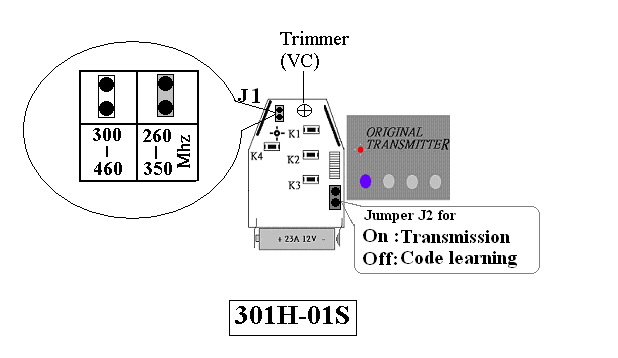 Trimmer
(VC)
J1
300
–
460
260
–
350
Mhz
K1
K4
K2
K3
ORIGINAL
TRANSMITTER
Jumper J2 for
On : Transmission
Off: Code learning
+ 23A 12V -
301H-01S